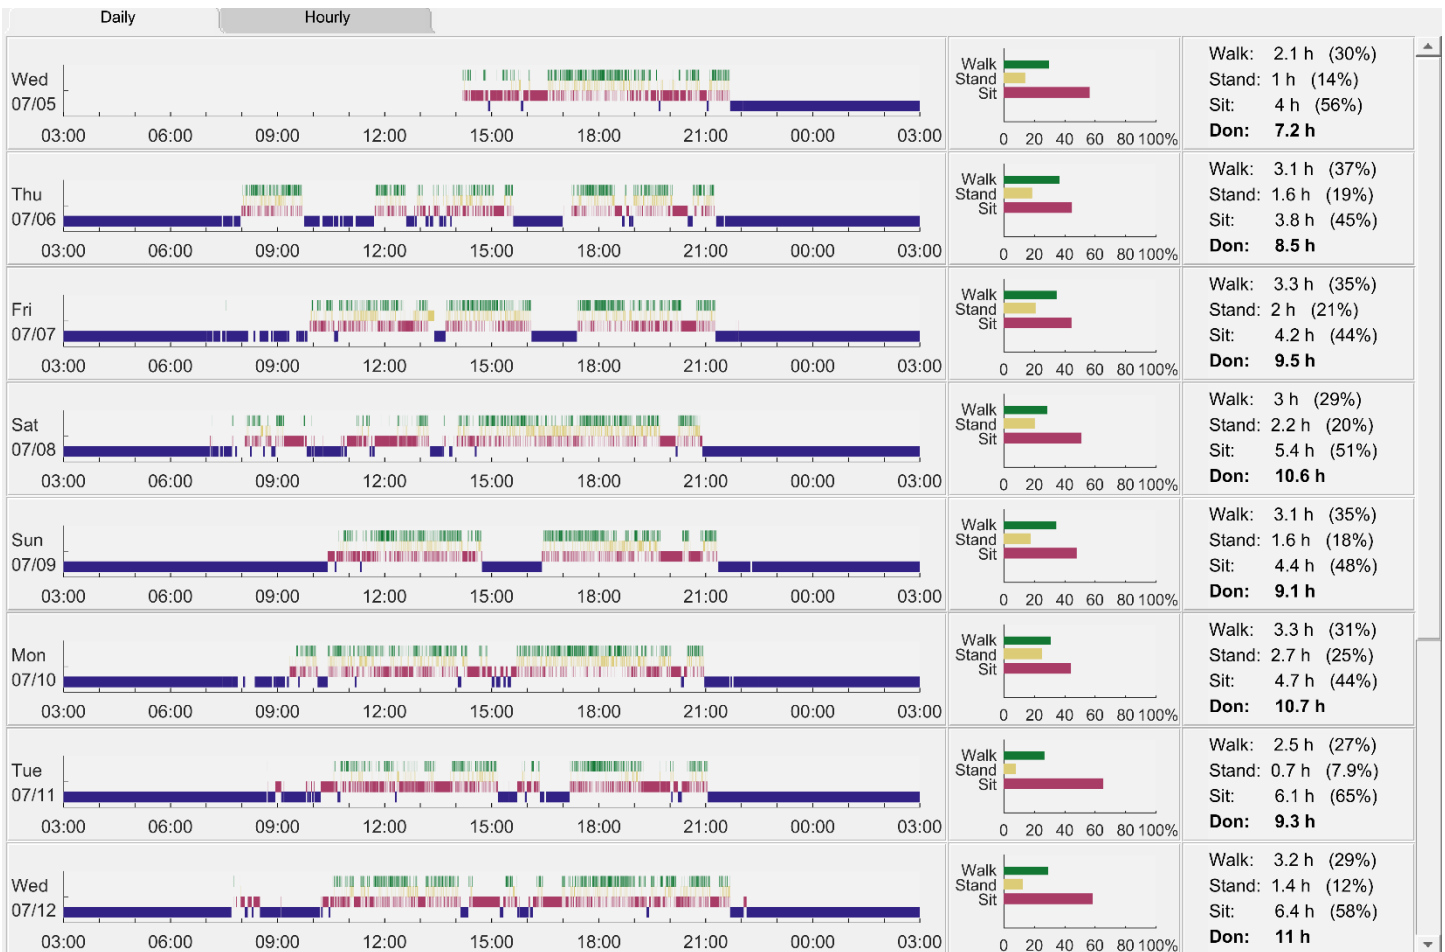 Daily Hourly
Wed
07/05
03:00 06:00 09:00 12:00 15:00 18:00 21:00 00:00 03:00
Walk
Stand
Sit
0 20 40 60 80 100%
Walk: 2.1 h (30%)
Stand: 1 h (14%)
Sit: 4 h (56%)
Don: 7.2 h
Thu
07/06
03:00 06:00 09:00 12:00 15:00 18:00 21:00 00:00 03:00
Walk
Stand
Sit
0 20 40 60 80 100%
Walk: 3.1 h (37%)
Stand: 1.6 h (19%)
Sit: 3.8 h (45%)
Don: 8.5 h
Fri
07/07
03:00 06:00 09:00 12:00 15:00 18:00 21:00 00:00 03:00
Walk
Stand
Sit
0 20 40 60 80 100%
Walk: 3.3 h (35%)
Stand: 2 h (21%)
Sit: 4.2 h (44%)
Don: 9.5 h
Sat
07/08
03:00 06:00 09:00 12:00 15:00 18:00 21:00 00:00 03:00
Walk
Stand
Sit
0 20 40 60 80 100%
Walk: 3 h (29%)
Stand: 2.2 h (20%)
Sit: 5.4 h (51%)
Don: 10.6 h
Sun
07/09
03:00 06:00 09:00 12:00 15:00 18:00 21:00 00:00 03:00
Walk
Stand
Sit
0 20 40 60 80 100%
Walk: 3.1 h (35%)
Stand: 1.6 h (18%)
Sit: 4.4 h (48%)
Don: 9.1 h
Mon
07/10
03:00 06:00 09:00 12:00 15:00 18:00 21:00 00:00 03:00
Walk
Stand
Sit
0 20 40 60 80 100%
Walk: 3.3 h (31%)
Stand: 2.7 h (25%)
Sit: 4.7 h (44%)
Don: 10.7 h
Tue
07/11
03:00 06:00 09:00 12:00 15:00 18:00 21:00 00:00 03:00
Walk
Stand
Sit
0 20 40 60 80 100%
Walk: 2.5 h (27%)
Stand: 0.7 h (7.9%)
Sit: 6.1 h (65%)
Don: 9.3 h
Wed
07/12
03:00 06:00 09:00 12:00 15:00 18:00 21:00 00:00 03:00
Walk
Stand
Sit
0 20 40 60 80 100%
Walk: 3.2 h (29%)
Stand: 1.4 h (12%)
Sit: 6.4 h (58%)
Don: 11 h